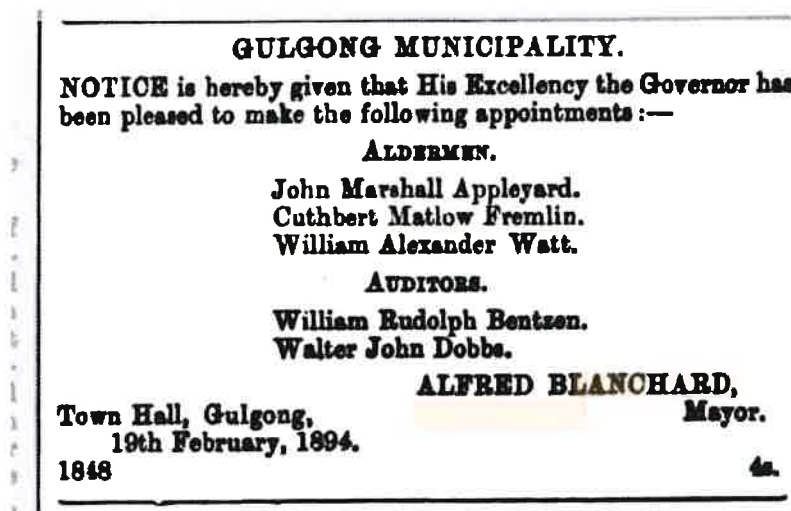 GULGONG MUNICIPALITY.
NOTICE is hereby given that His Excellency the Governor has
been pleased to make the following appointments :—
ALDERMEN.
John Marshall Appleyard.
Cuthbert Matlow Fremlin.
William Alexander Watt.
AUDITORS.
William Rudolph Bentzen.
Walter John Dobbs.
ALFRED BLANCHARD,
Town Hall, Gulgong, Mayor.
19th February, 1894.
1848 4s.